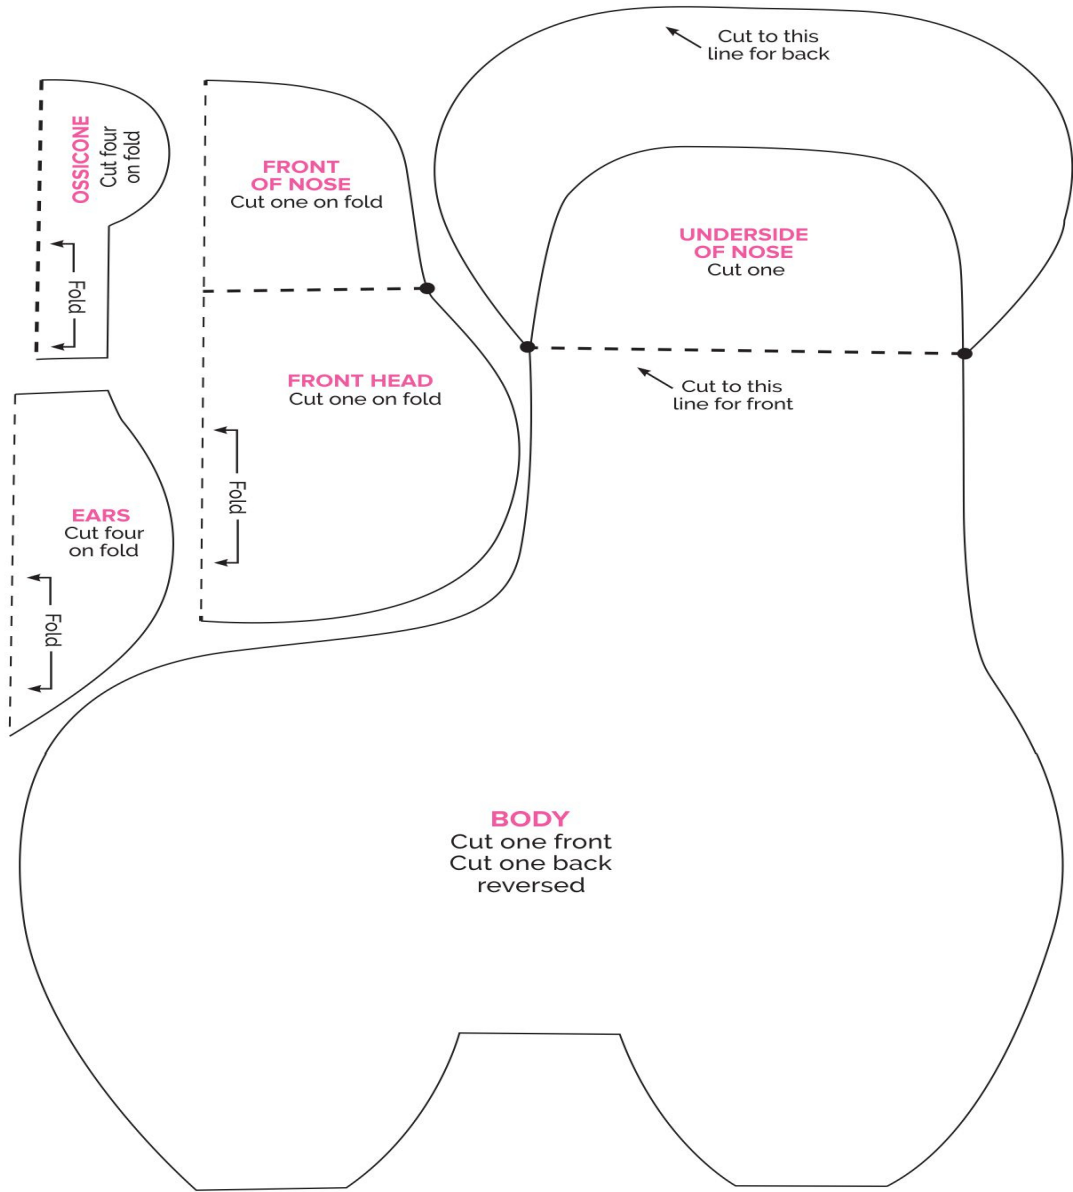 Cut to this
line for back
OSSICONE
Cut four
on fold
Fold
FRONT
OF NOSE
Cut one on fold
UNDERSIDE
OF NOSE
Cut one
FRONT HEAD
Cut one on fold
Fold
Cut to this
line for front
EARS
Cut four
on fold
Fold
BODY
Cut one front
Cut one back
reversed